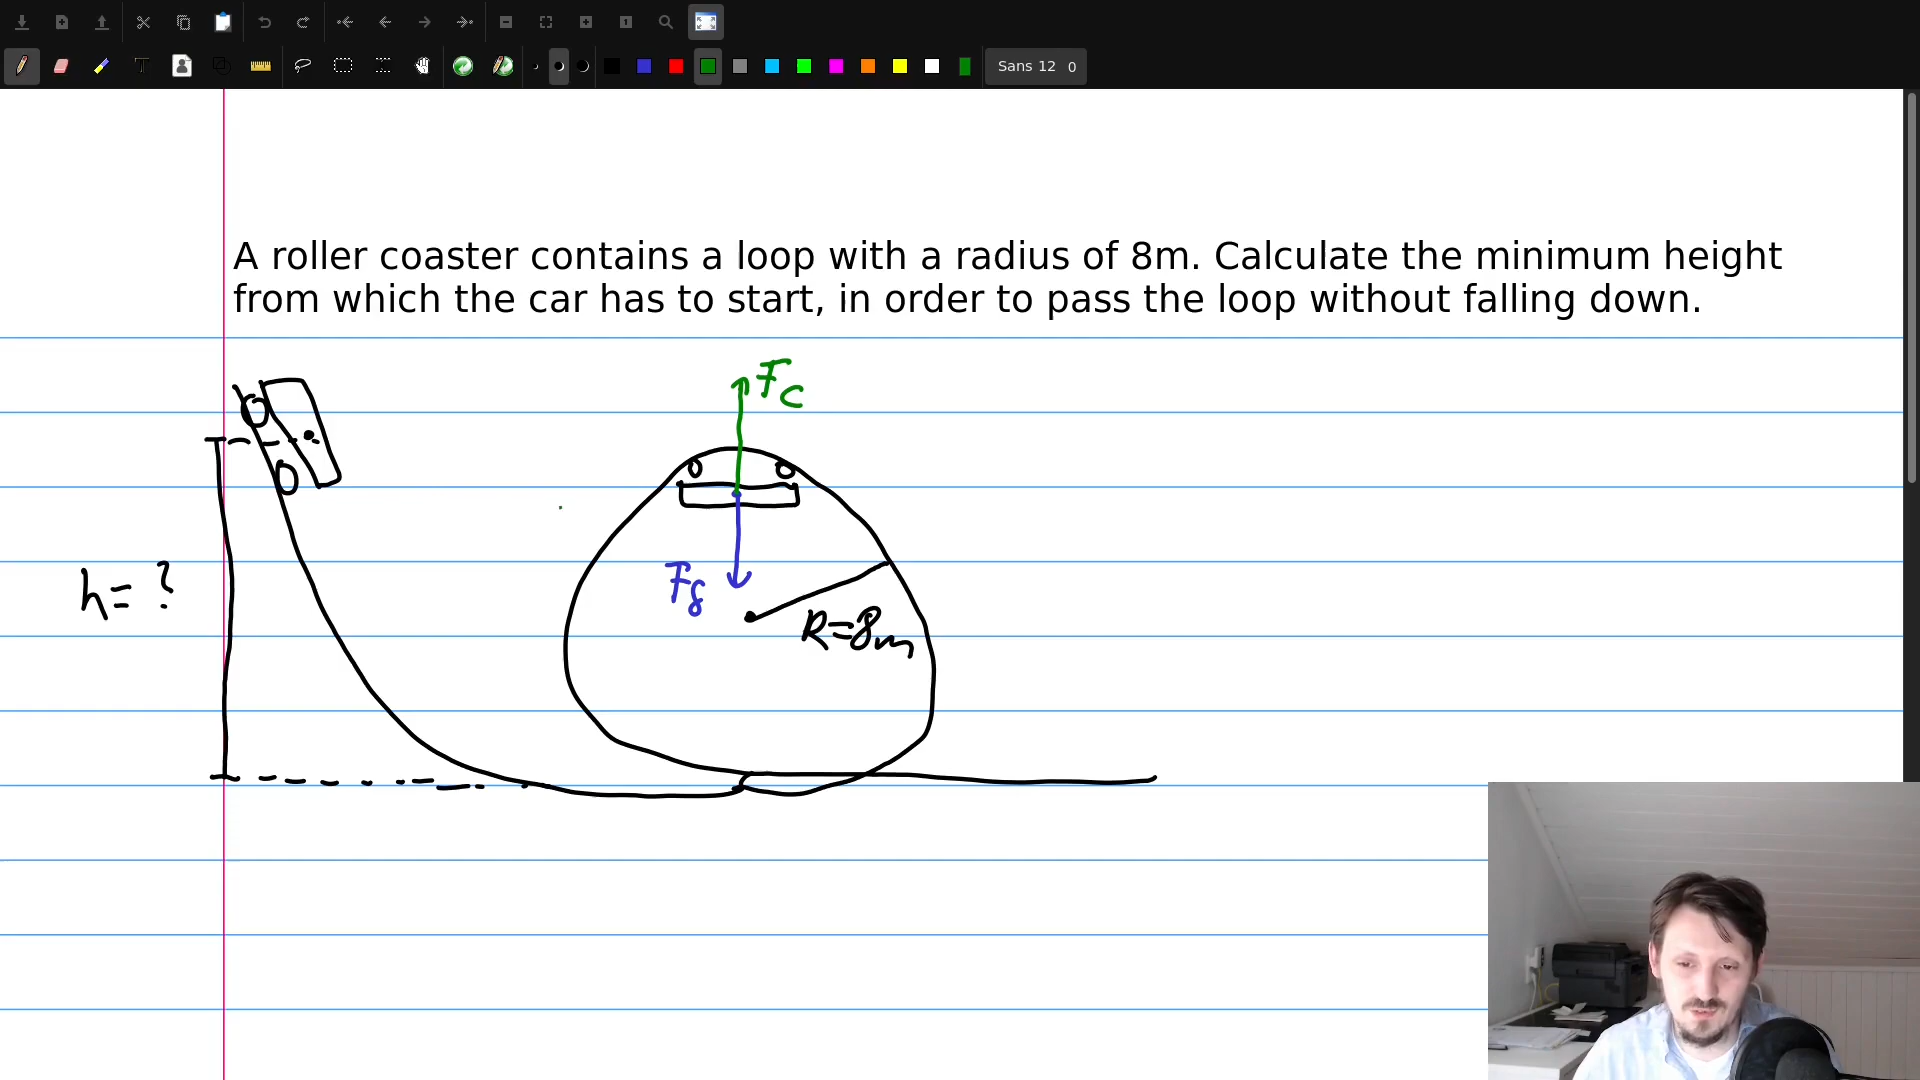 Sans 12 0
A roller coaster contains a loop with a radius of 8m. Calculate the minimum height
from which the car has to start, in order to pass the loop without falling down.
Fc
Fg
h= ?
R=8m